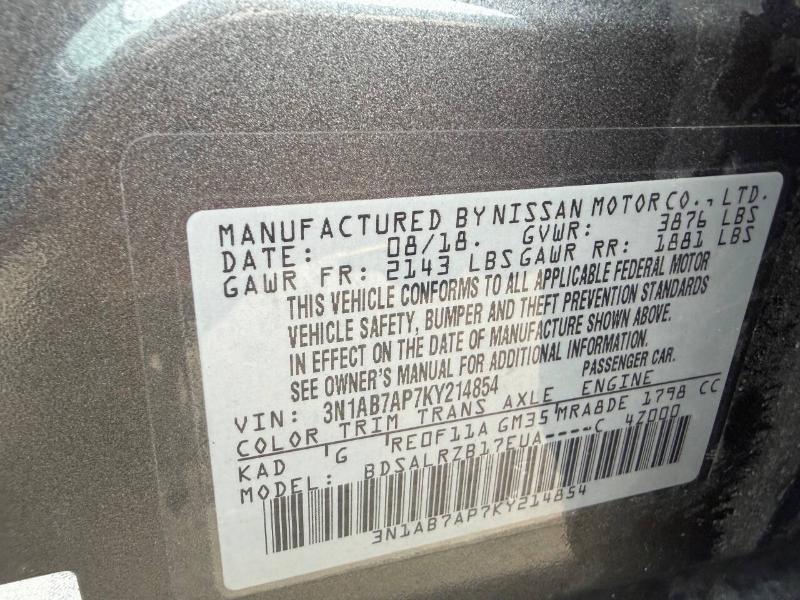 MANUFACTURED BY NISSAN MOTOR CO., LTD.
DATE: 08/18. GVWR: 3876 LBS
GAWR FR: 2143 LBS GAWR RR: 1881 LBS
THIS VEHICLE CONFORMS TO ALL APPLICABLE FEDERAL MOTOR
VEHICLE SAFETY, BUMPER AND THEFT PREVENTION STANDARDS
IN EFFECT ON THE DATE OF MANUFACTURE SHOWN ABOVE.
SEE OWNER'S MANUAL FOR ADDITIONAL INFORMATION.
VIN: 3N1AB7AP7KY214854 PASSENGER CAR.
COLOR TRIM TRANS AXLE ENGINE
KAD G RE0F11A GM35 MRA8DE 1798 CC
MODEL: BDSALRZB17EUA----C 4Z000
3N1AB7AP7KY214854